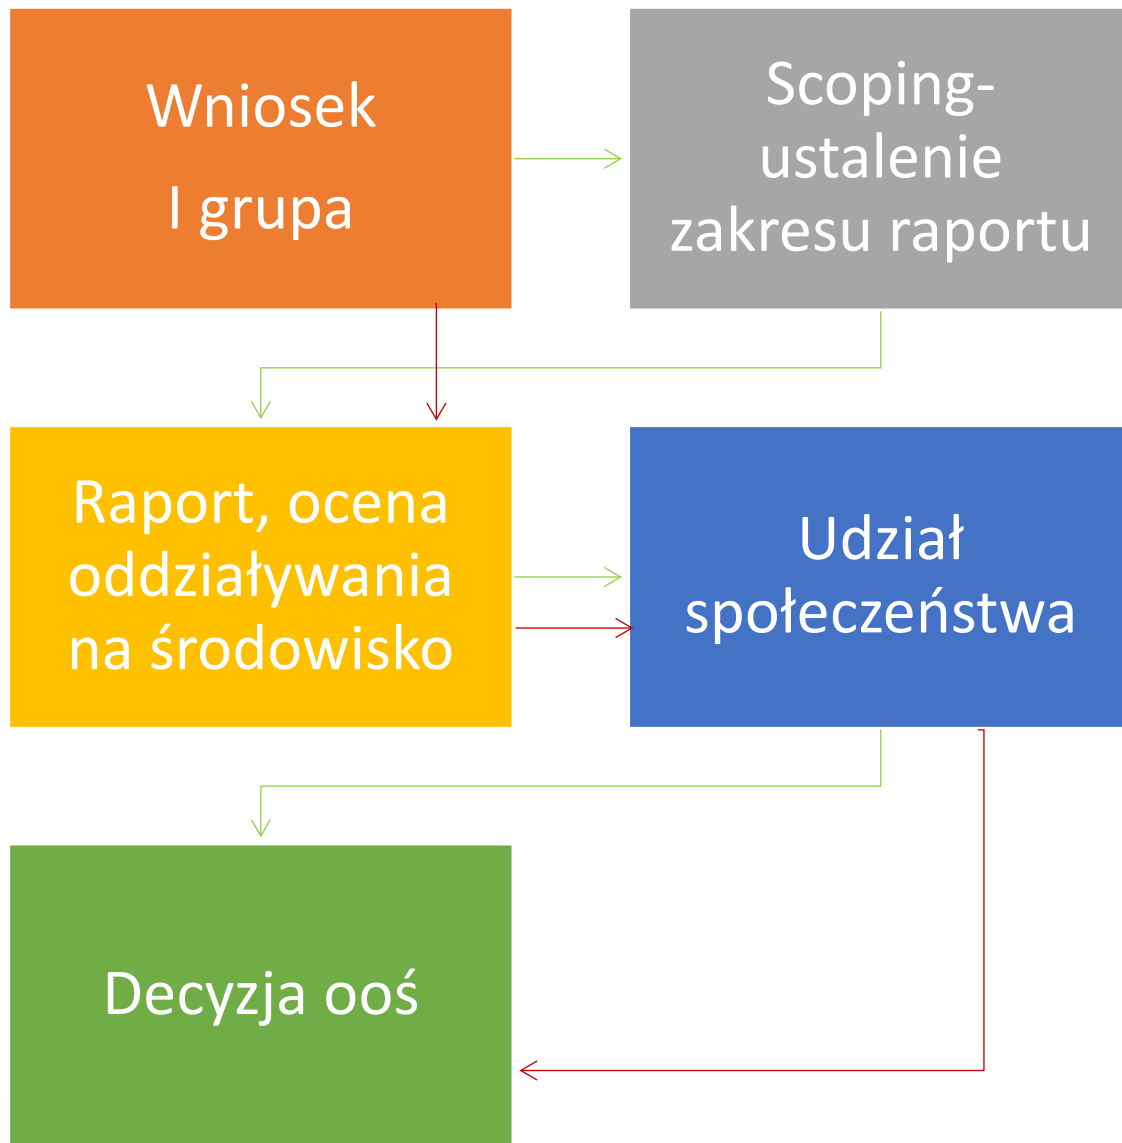 Wniosek
I grupa
Scoping-
ustalenie
zakresu raportu
Raport, ocena
oddziaływania
na środowisko
Udział
społeczeństwa
Decyzja ooś